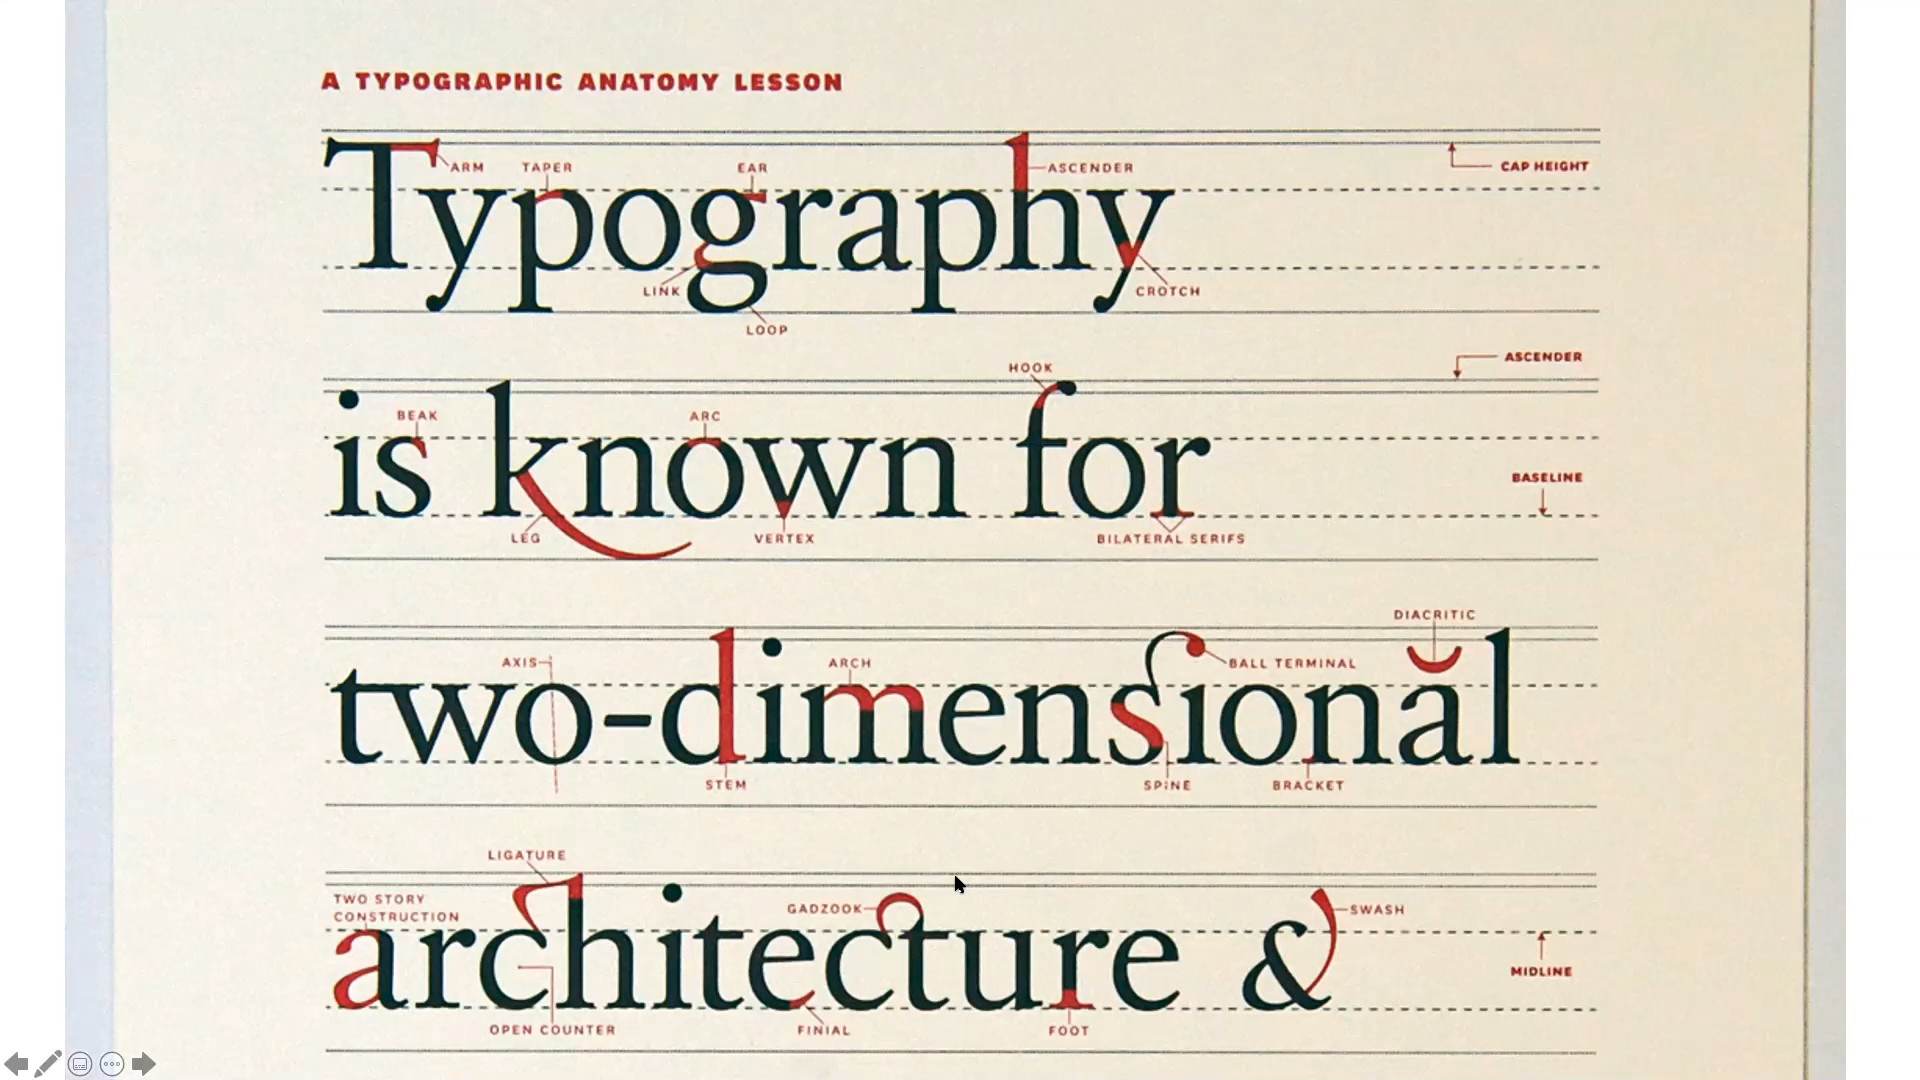 A TYPOGRAPHIC ANATOMY LESSON
ARM TAPER EAR ASCENDER CAP HEIGHT
Typography
LINK CROTCH
LOOP
ASCENDER
HOOK
BEAK ARC
is known for
BASELINE
LEG VERTEX BILATERAL SERIFS
DIACRITIC
AXIS ARCH BALL TERMINAL
two-dimensionăl
STEM SPINE BRACKET
LIGATURE
TWO STORY
CONSTRUCTION
GADZOOK SWASH
architecture &
MIDLINE
OPEN COUNTER FINIAL FOOT